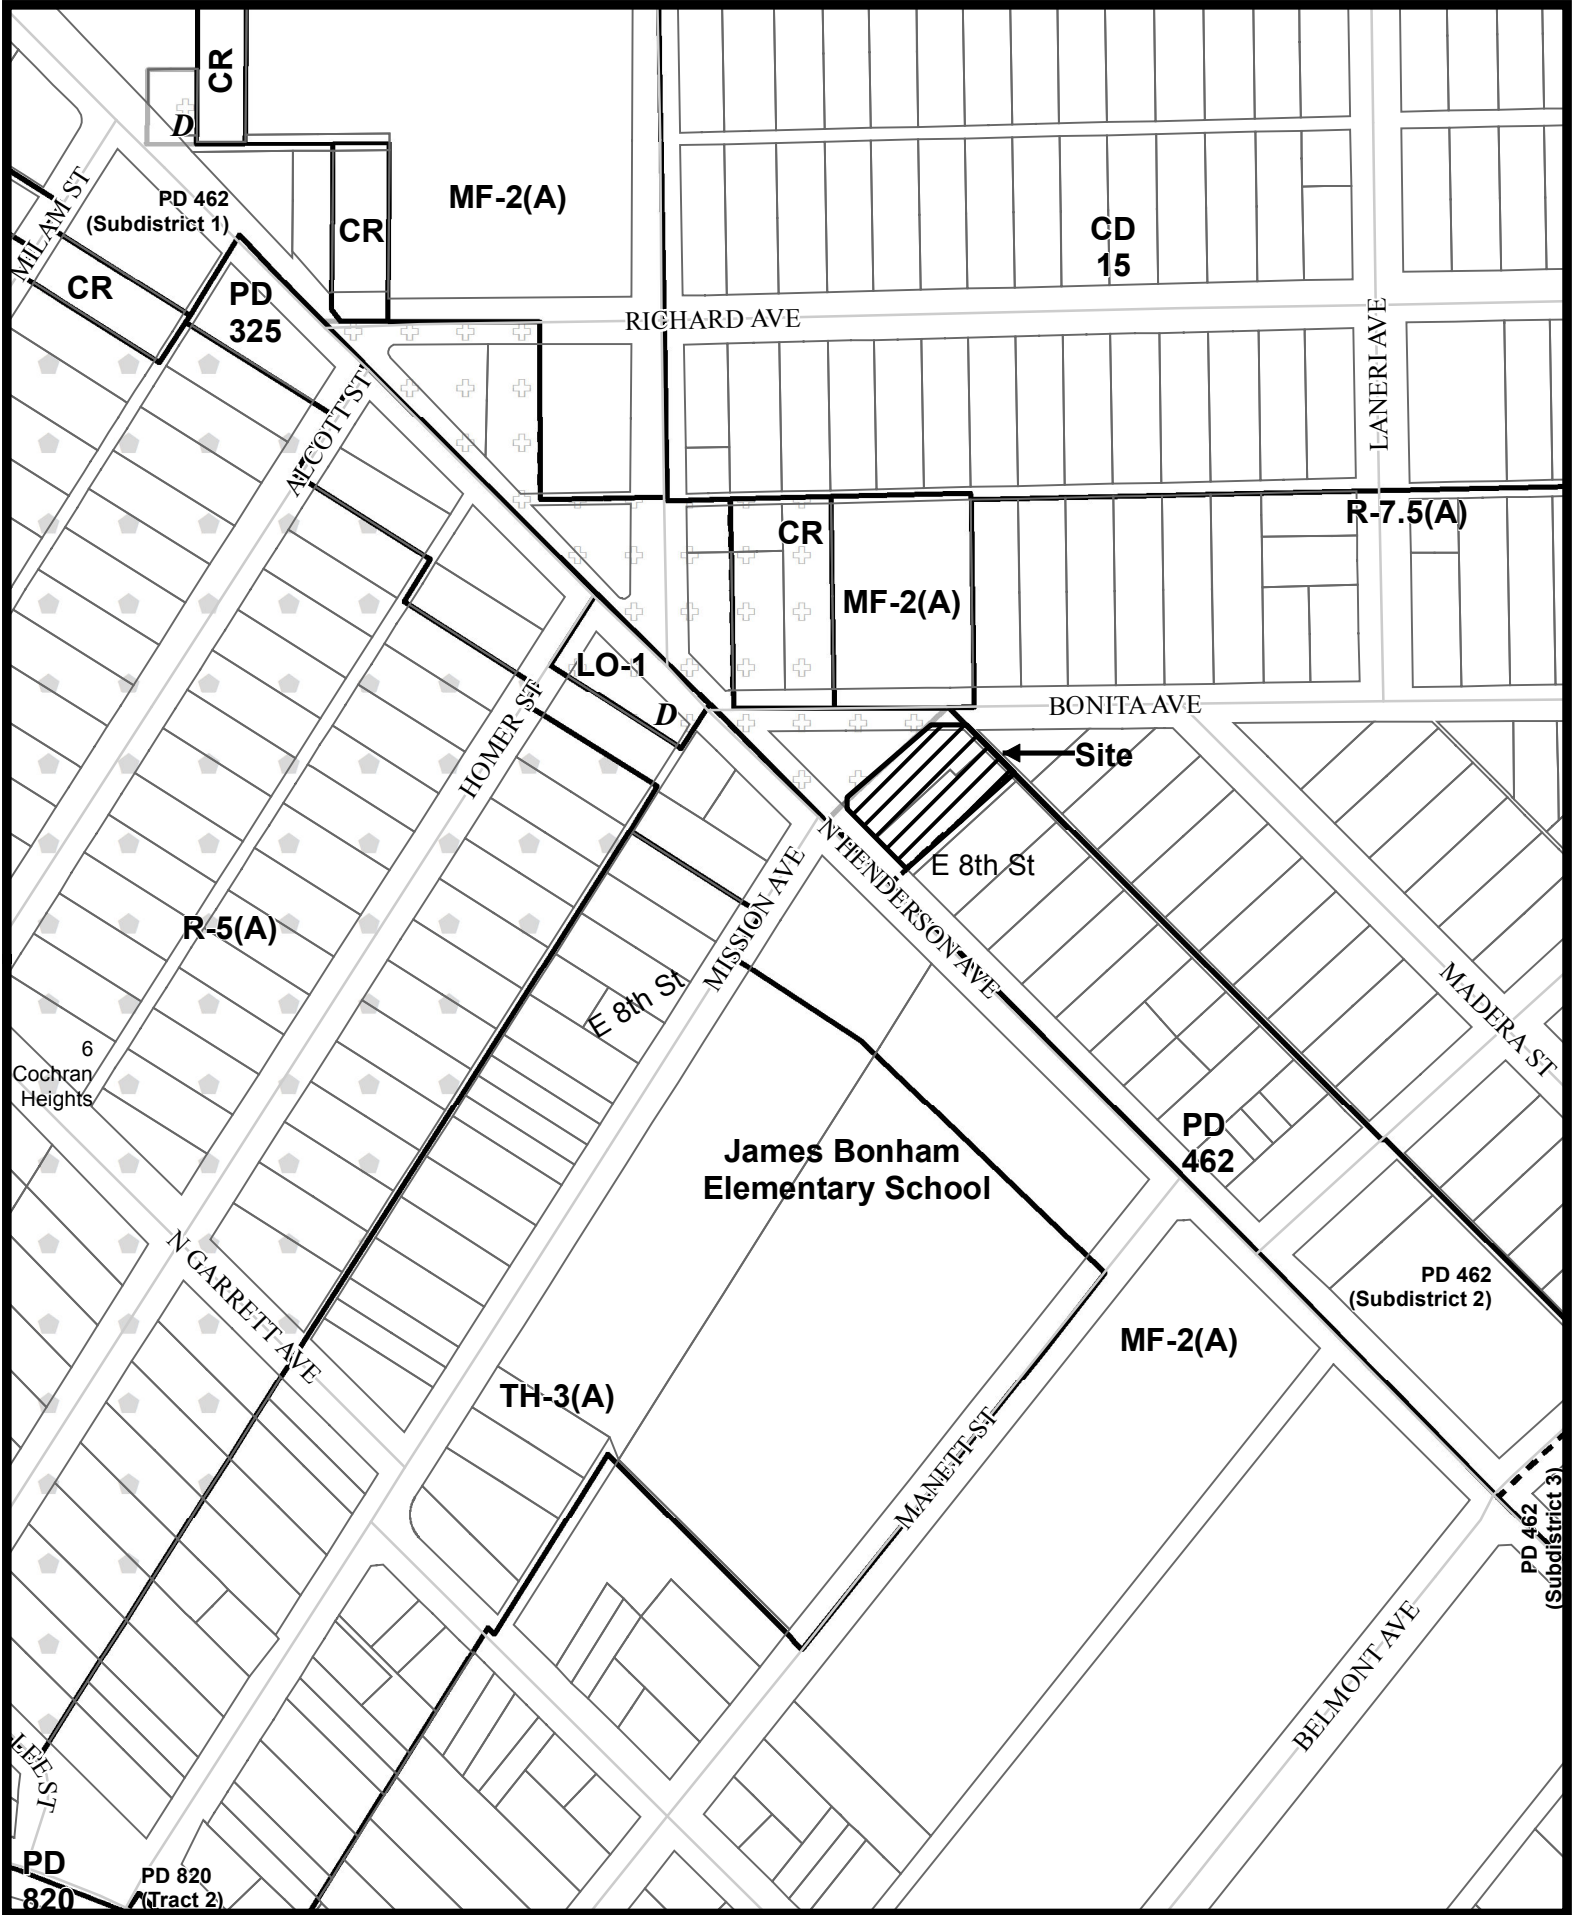 CR
D
MILAM ST
PD 462
(Subdistrict 1)
CR
MF-2(A)
CD
15
CR
PD
325
RICHARD AVE
LANERI AVE
ALCOTT ST
CR
R-7.5(A)
MF-2(A)
LO-1
D
HOMER ST
BONITA AVE
Site
N HENDERSON AVE
E 8th St
MISSION AVE
R-5(A)
E 8th St
MADERA ST
6
Cochran
Heights
PD
462
James Bonham
Elementary School
N GARRETT AVE
PD 462
(Subdistrict 2)
MF-2(A)
TH-3(A)
MANETT ST
PD 462
(Subdistrict 3)
BELMONT AVE
LEE ST
PD
820
PD 820
(Tract 2)